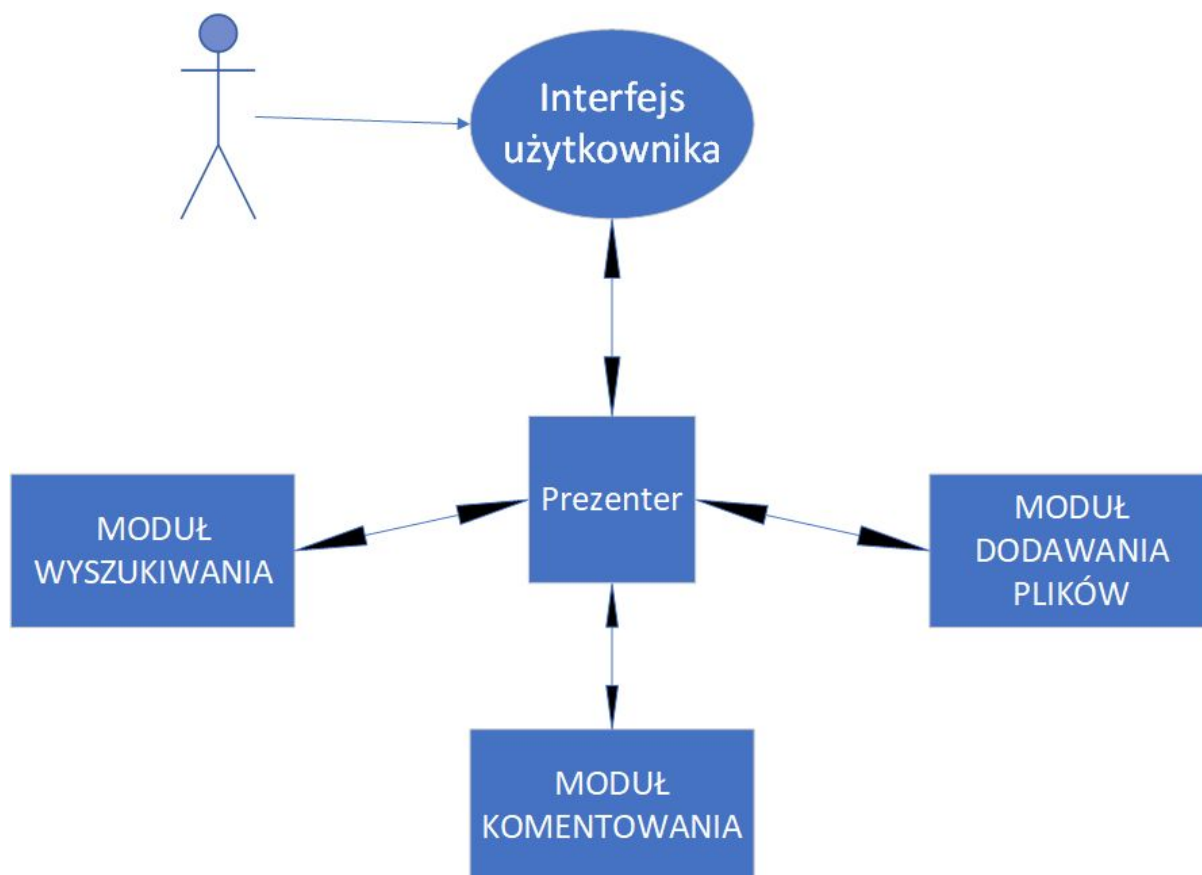 Interfejs
użytkownika
Prezenter
MODUŁ
WYSZUKIWANIA
MODUŁ
DODAWANIA
PLIKÓW
MODUŁ
KOMENTOWANIA